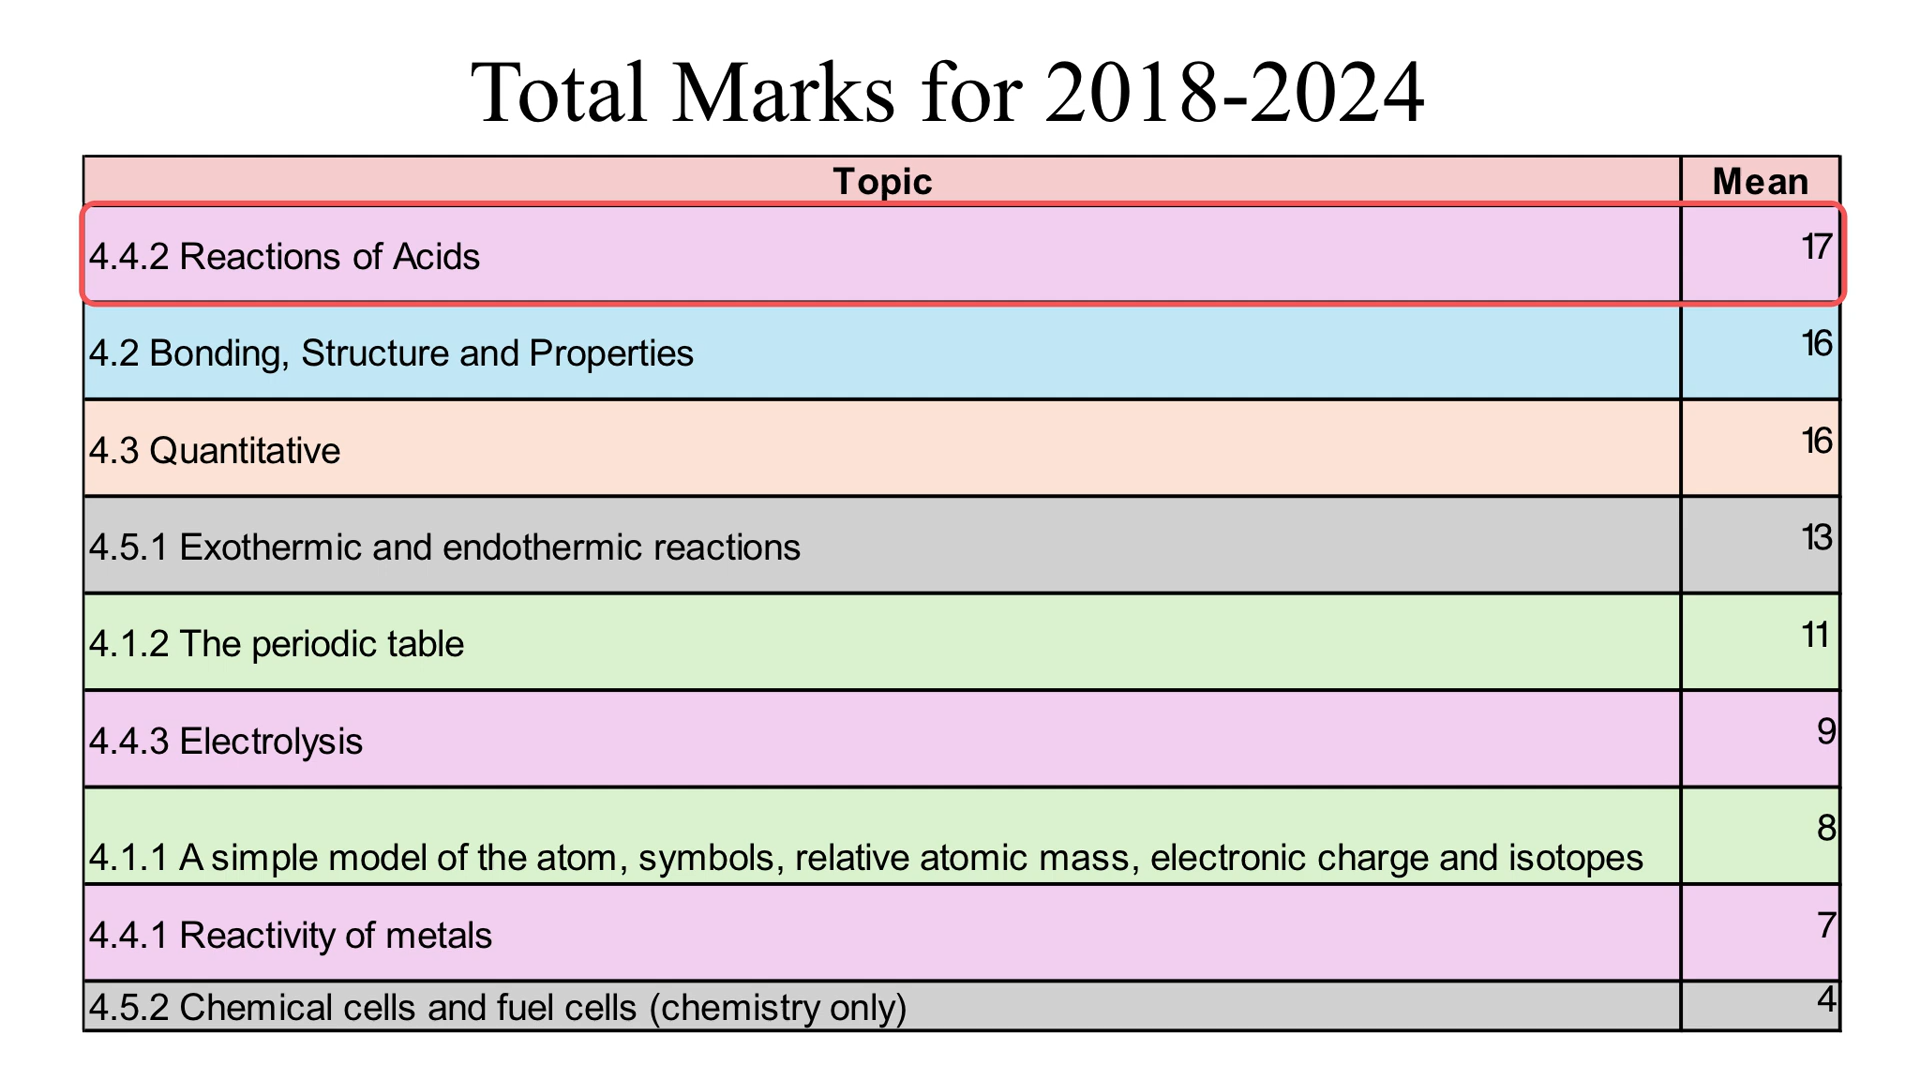 Total Marks for 2018-2024
Topic Mean
4.4.2 Reactions of Acids 17
4.2 Bonding, Structure and Properties 16
4.3 Quantitative 16
4.5.1 Exothermic and endothermic reactions 13
4.1.2 The periodic table 11
4.4.3 Electrolysis 9
4.1.1 A simple model of the atom, symbols, relative atomic mass, electronic charge and isotopes 8
4.4.1 Reactivity of metals 7
4.5.2 Chemical cells and fuel cells (chemistry only) 4